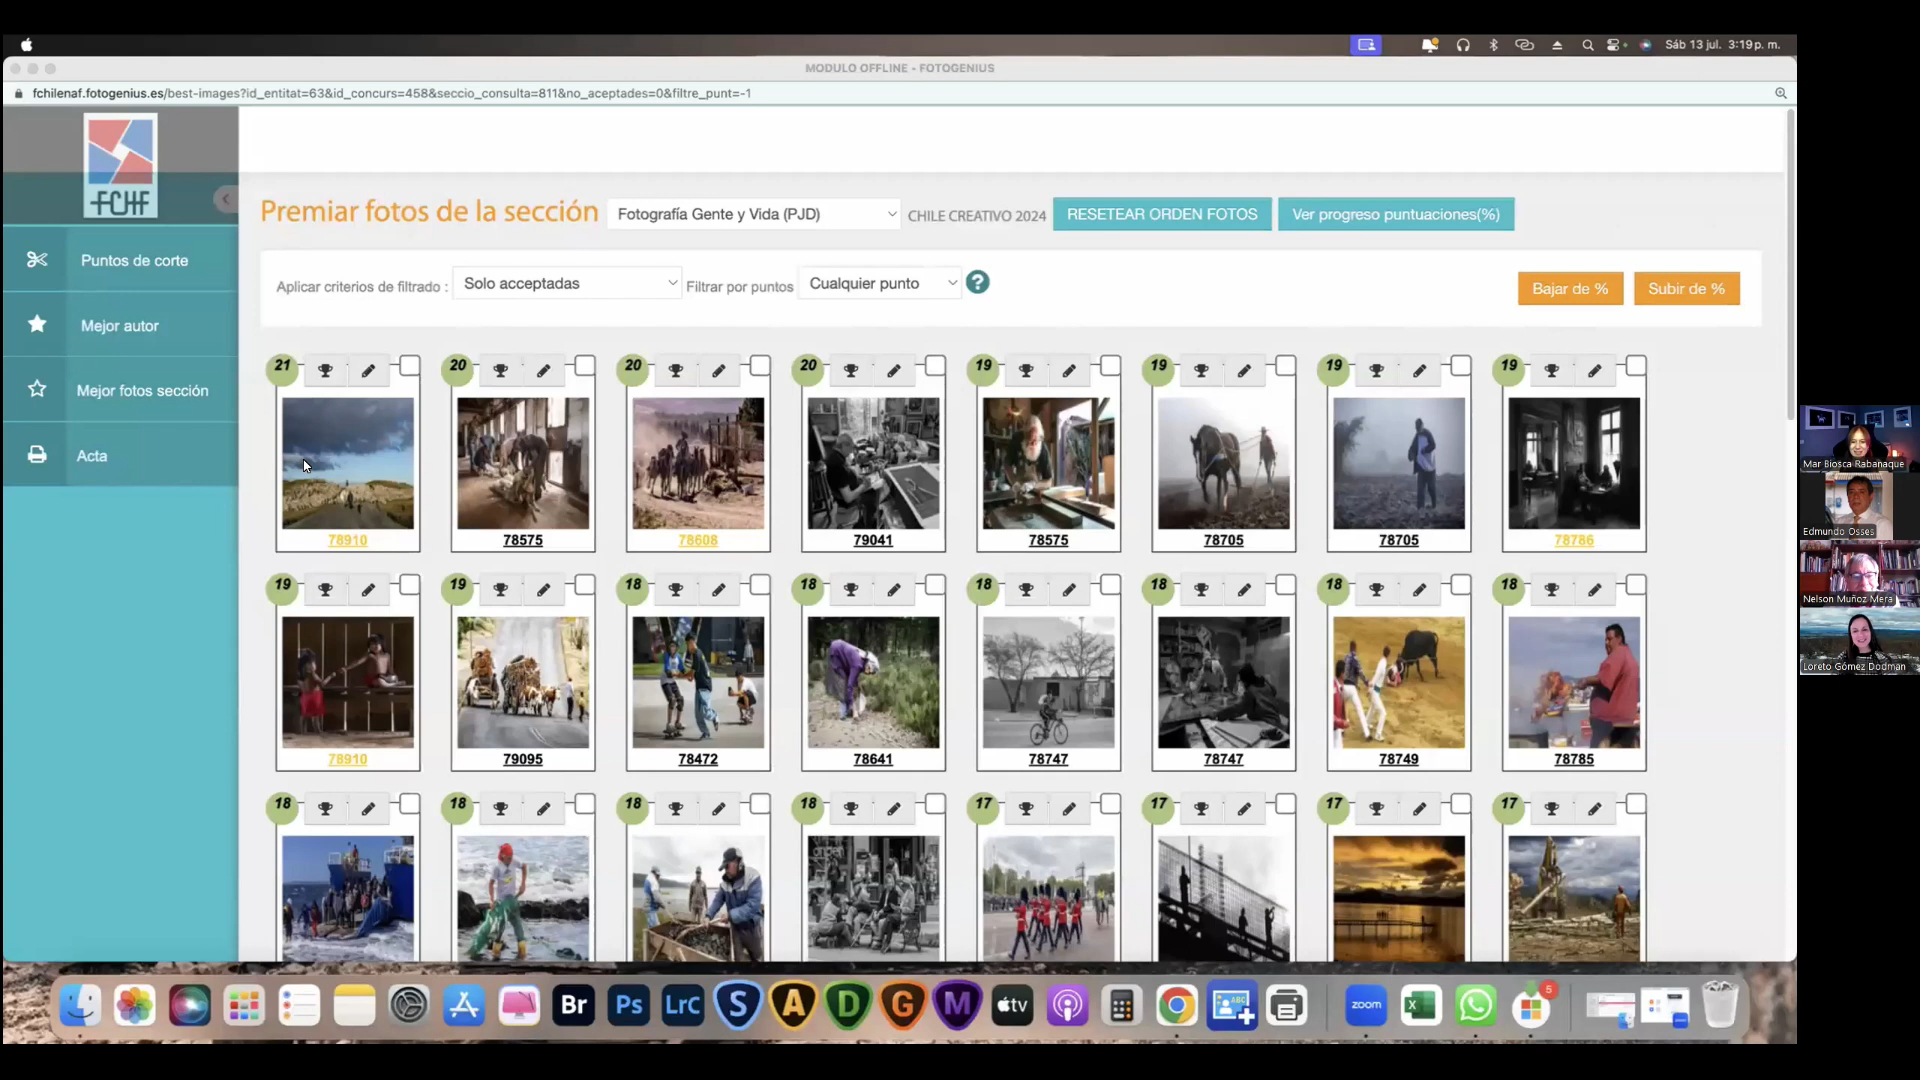 Sáb 13 jul. 3:19 p. m.
MODULO OFFLINE - FOTOGENIUS
fchilenaf.fotogenius.es/best-images?id_entitat=63&id_concurs=458&seccio_consulta=811&no_aceptades=0&filtre_punt=-1
FCHF
Premiar fotos de la sección
Fotografía Gente y Vida (PJD)
CHILE CREATIVO 2024
RESETEAR ORDEN FOTOS
Ver progreso puntuaciones(%)
Puntos de corte
Mejor autor
Mejor fotos sección
Acta
Aplicar criterios de filtrado :
Solo acceptadas
Filtrar por puntos
Cualquier punto
?
Bajar de %
Subir de %
21 20 20 20 19 19 19 19
78910 78575 78608 79041 78575 78705 78705 78786
19 19 18 18 18 18 18 18
78910 79095 78472 78641 78747 78747 78749 78785
18 18 18 18 17 17 17 17
Mar Biosca Rabanaque
Edmundo Osses
Nelson Muñoz Mera
Loreto Gómez Dodman
Br Ps LrC S A D G M tv ABC zoom X 5